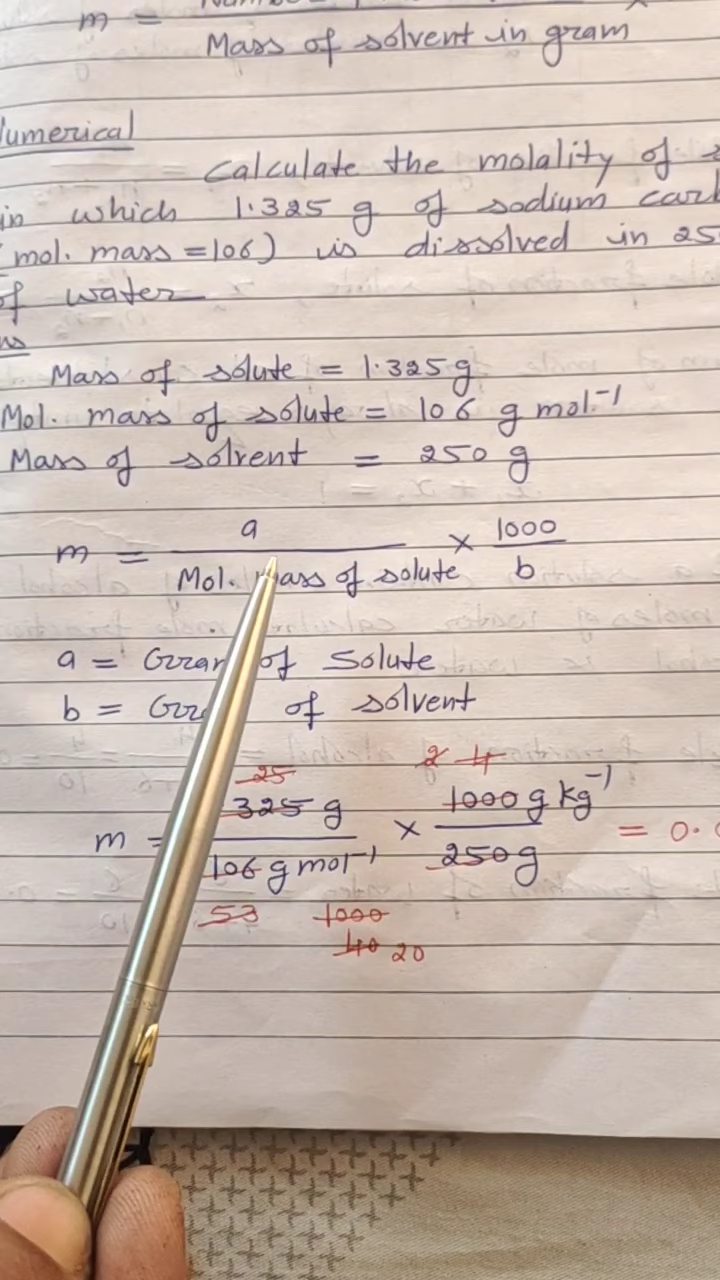 m =
Mass of solvent in gram
Numerical
Calculate the molality of
in which 1.325 g of sodium
(mol. mass = 106) is dissolved in
of water
Mass of solute = 1.325g
Mol. mass of solute = 106 g mol⁻¹
Mass of solvent = 250 g
m = a / Mol. mass of solute × 1000 / b
a = of Solute
b = of solvent
25 2 4
m = 325 g / 106 g mol⁻¹ × 1000 g kg⁻¹ / 250g = 0.
53 1000
40 20